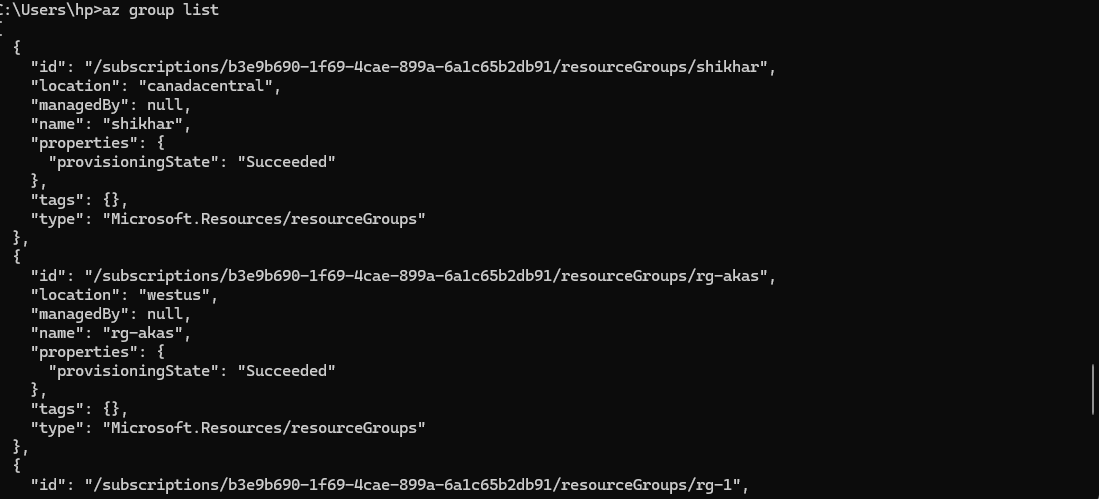 C:\Users\hp>az group list
[
  {
    "id": "/subscriptions/b3e9b690-1f69-4cae-899a-6a1c65b2db91/resourceGroups/shikhar",
    "location": "canadacentral",
    "managedBy": null,
    "name": "shikhar",
    "properties": {
      "provisioningState": "Succeeded"
    },
    "tags": {},
    "type": "Microsoft.Resources/resourceGroups"
  },
  {
    "id": "/subscriptions/b3e9b690-1f69-4cae-899a-6a1c65b2db91/resourceGroups/rg-akas",
    "location": "westus",
    "managedBy": null,
    "name": "rg-akas",
    "properties": {
      "provisioningState": "Succeeded"
    },
    "tags": {},
    "type": "Microsoft.Resources/resourceGroups"
  },
  {
    "id": "/subscriptions/b3e9b690-1f69-4cae-899a-6a1c65b2db91/resourceGroups/rg-1",